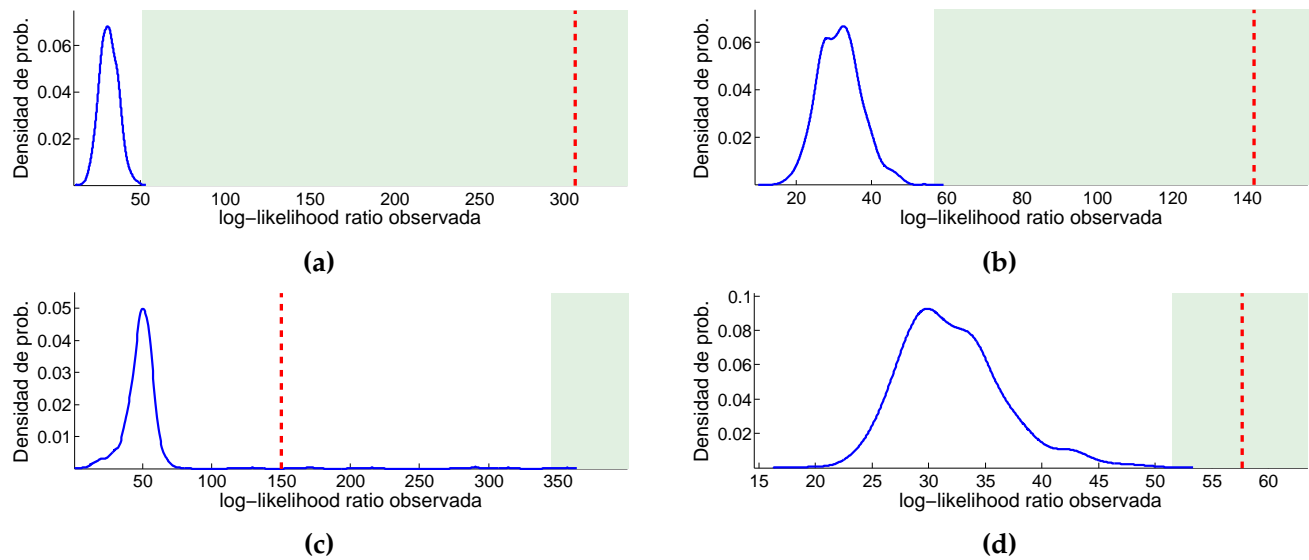 Densidad de prob.
0.06
0.04
0.02
50 100 150 200 250 300
log−likelihood ratio observada
(a)
Densidad de prob.
0.06
0.04
0.02
20 40 60 80 100 120 140
log−likelihood ratio observada
(b)
Densidad de prob.
0.05
0.04
0.03
0.02
0.01
50 100 150 200 250 300 350
log−likelihood ratio observada
(c)
Densidad de prob.
0.1
0.08
0.06
0.04
0.02
15 20 25 30 35 40 45 50 55 60
log−likelihood ratio observada
(d)